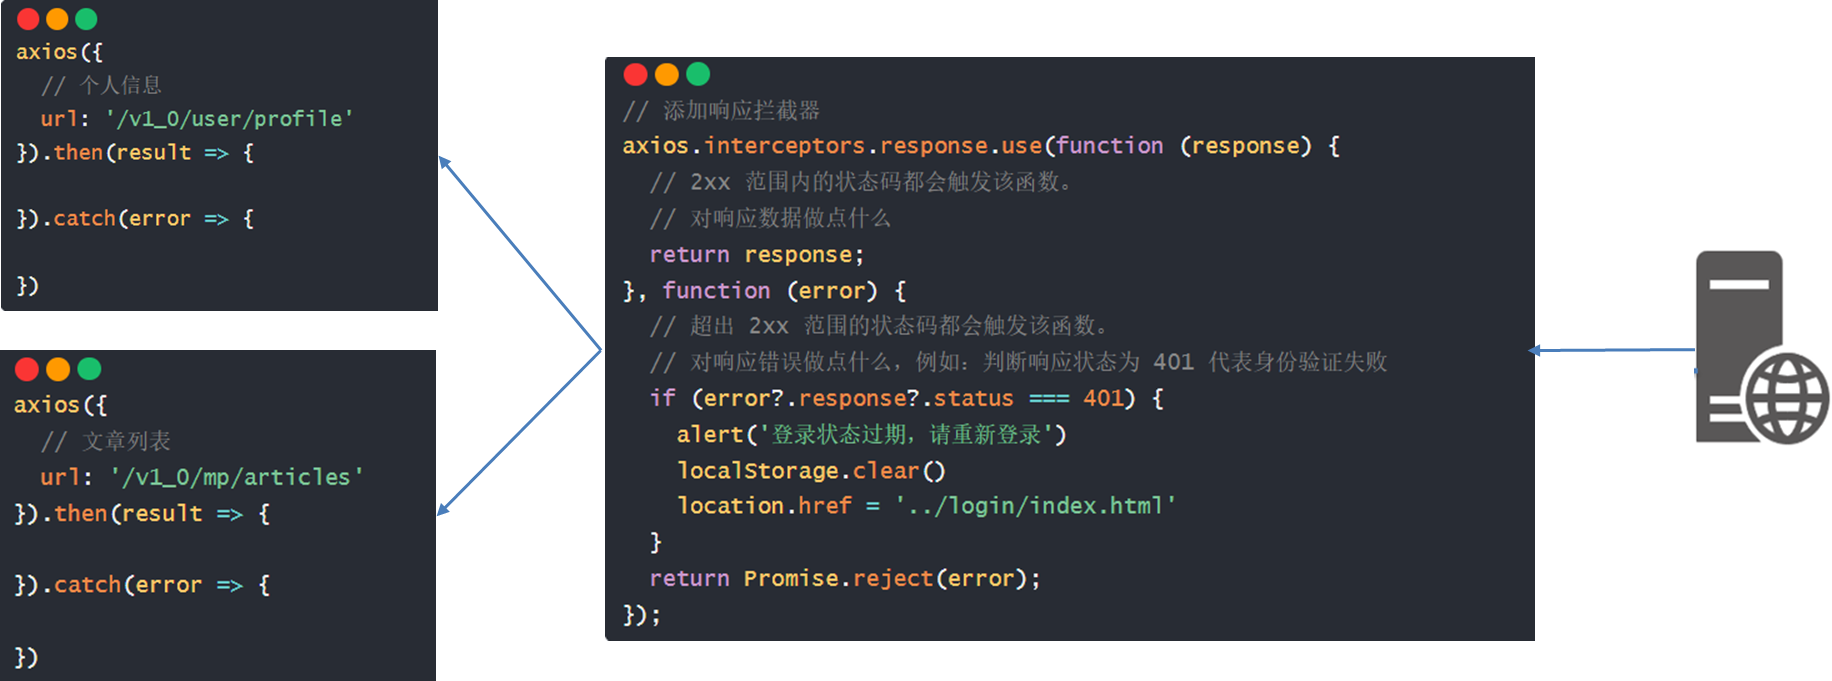 axios({
  // 个人信息
  url: '/v1_0/user/profile'
}).then(result => {
}).catch(error => {
})
axios({
  // 文章列表
  url: '/v1_0/mp/articles'
}).then(result => {
}).catch(error => {
})
// 添加响应拦截器
axios.interceptors.response.use(function (response) {
  // 2xx 范围内的状态码都会触发该函数。
  // 对响应数据做点什么
  return response;
}, function (error) {
  // 超出 2xx 范围的状态码都会触发该函数。
  // 对响应错误做点什么，例如：判断响应状态为 401 代表身份验证失败
  if (error?.response?.status === 401) {
    alert('登录状态过期，请重新登录')
    localStorage.clear()
    location.href = '../login/index.html'
  }
  return Promise.reject(error);
});